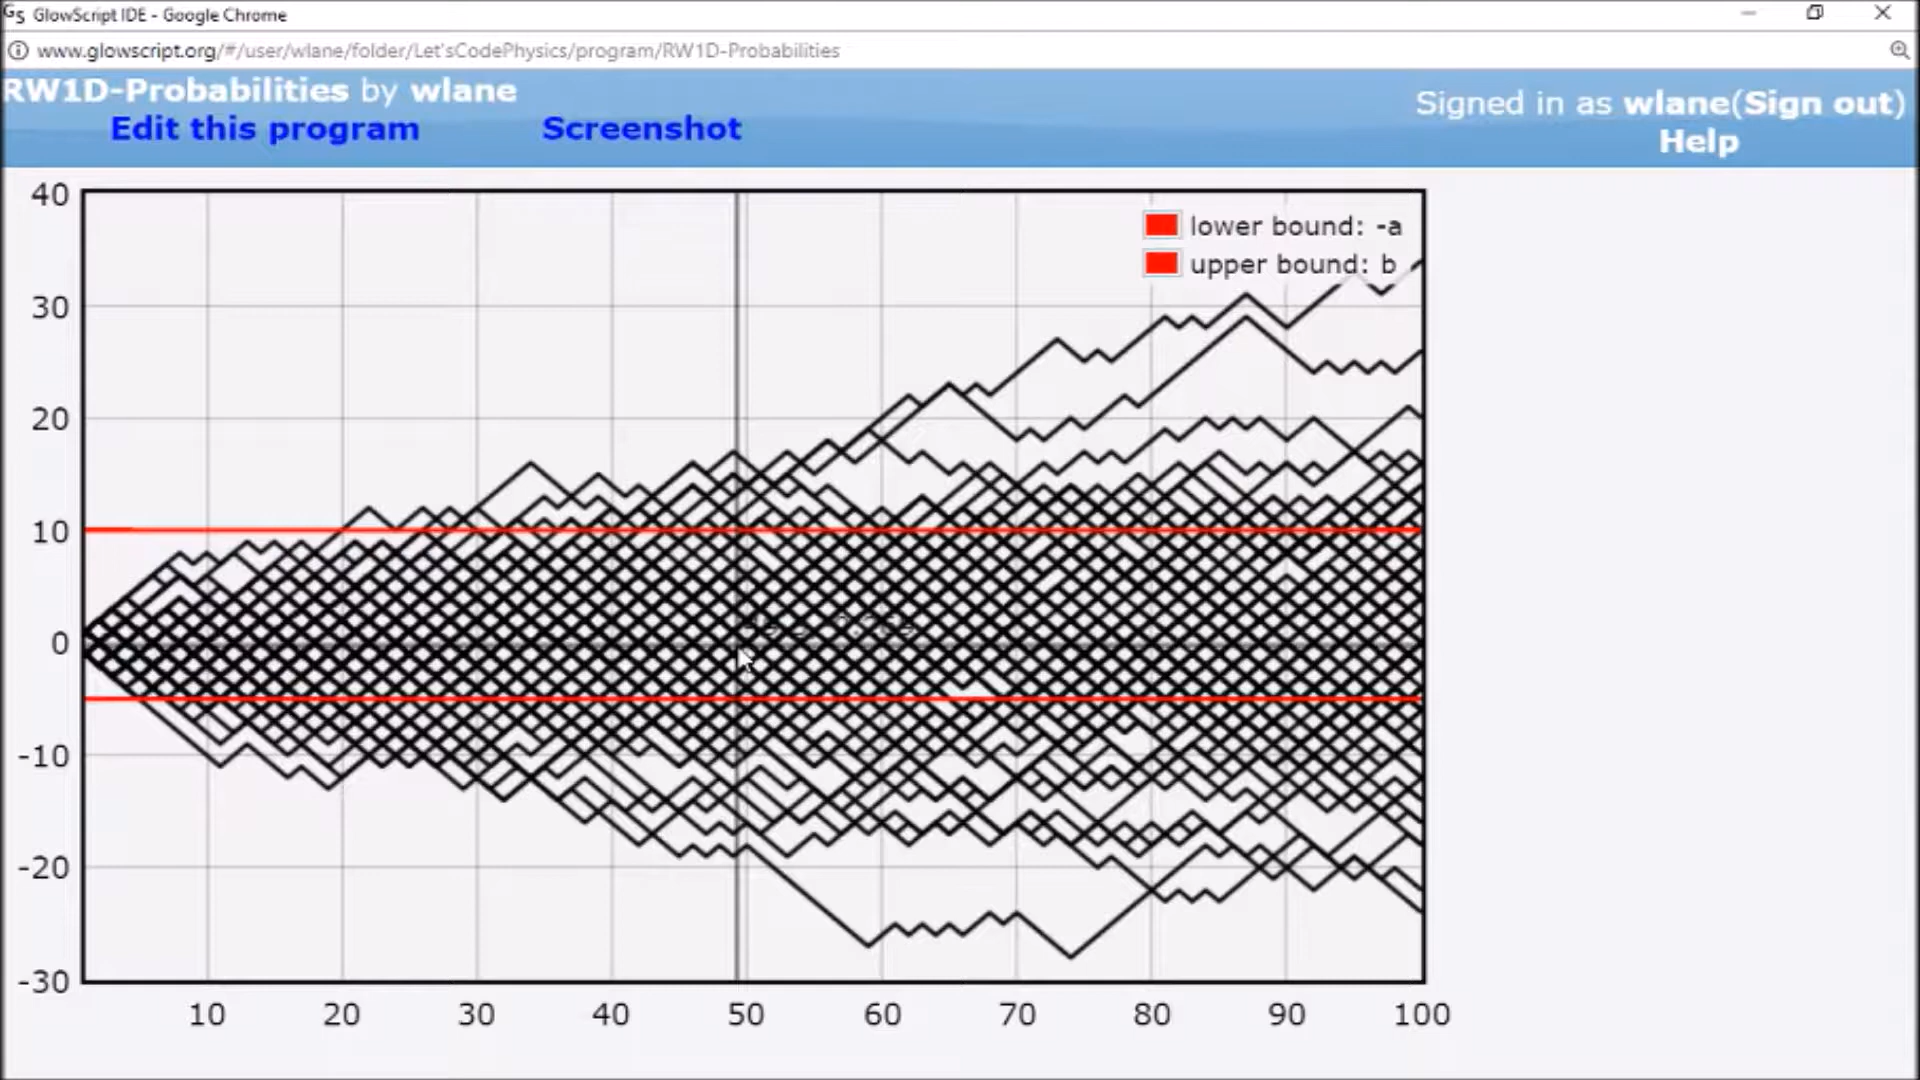 GS GlowScript IDE - Google Chrome
www.glowscript.org/#/user/wlane/folder/Let'sCodePhysics/program/RW1D-Probabilities
RW1D-Probabilities by wlane
Signed in as wlane(Sign out)
Edit this program Screenshot
Help
40
lower bound: -a
upper bound: b
30
20
10
0
-10
-20
-30
10 20 30 40 50 60 70 80 90 100